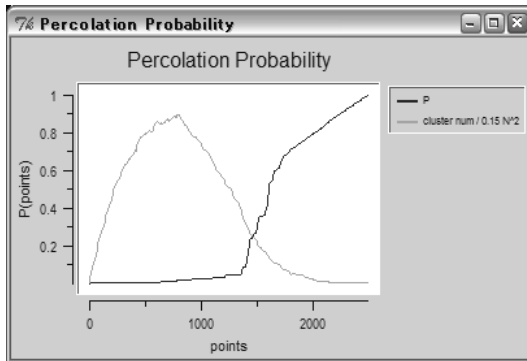 Percolation Probability
Percolation Probability
P
cluster num / 0.15 N^2
P(points)
1
0.8
0.6
0.4
0.2
0
1000
2000
points